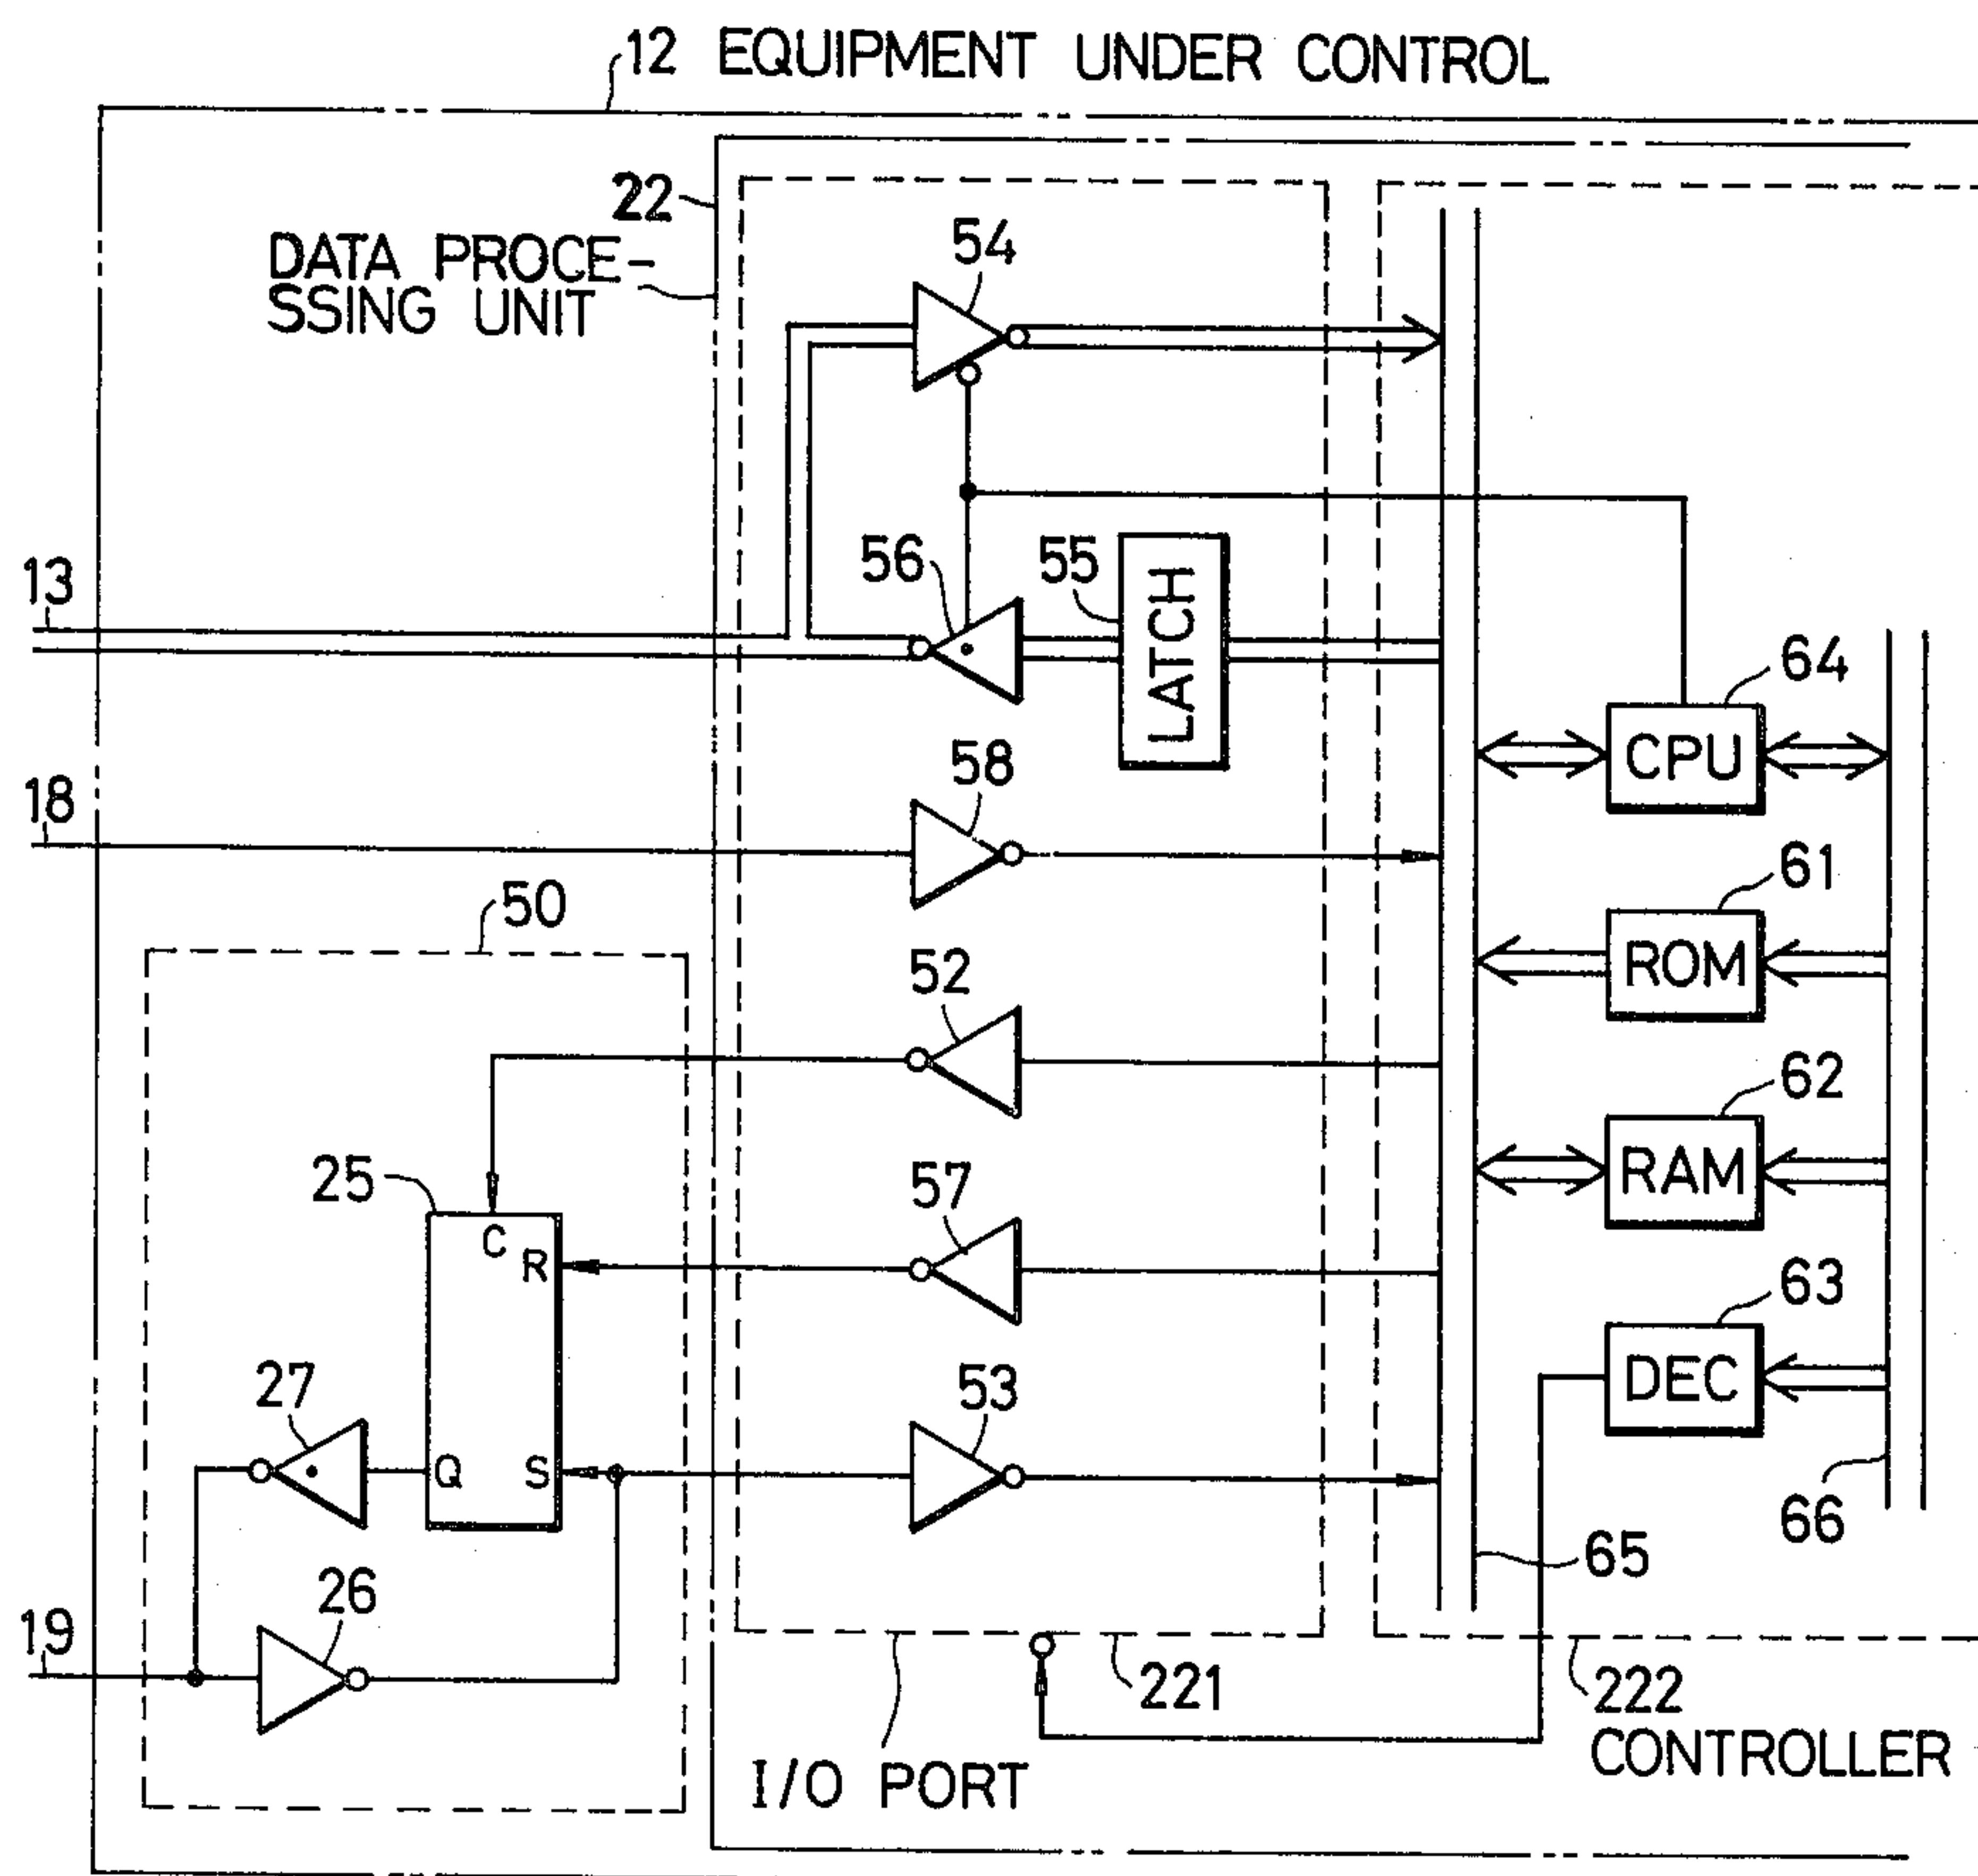 12 EQUIPMENT UNDER CONTROL
22
DATA PROCE-
SSING UNIT
54
13
56
55
LATCH
64
CPU
18
58
61
ROM
50
52
62
RAM
25
C
R
57
63
DEC
27
Q
S
53
66
65
26
19
221
222
CONTROLLER
I/O PORT